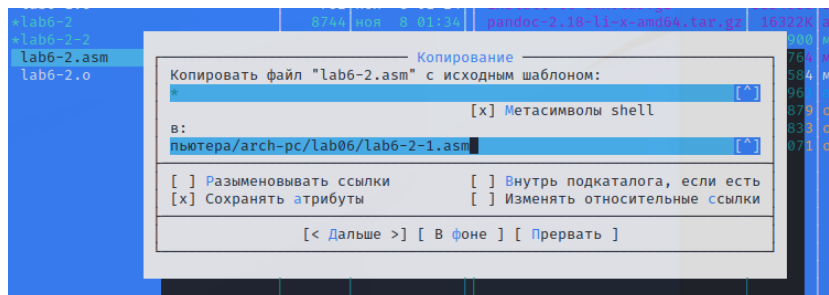 *lab6-2 8744 ноя 8 01:34 pandoc-2.18-li-x-amd64.tar.gz 16322K
*lab6-2-2
lab6-2.asm
lab6-2.o
Копирование
Копировать файл "lab6-2.asm" с исходным шаблоном:
* [^]
[x] Метасимволы shell
в:
пьютера/arch-pc/lab06/lab6-2-1.asm [^]
[ ] Разыменовывать ссылки [ ] Внутрь подкаталога, если есть
[x] Сохранять атрибуты [ ] Изменять относительные ссылки
[< Дальше >] [ В фоне ] [ Прервать ]